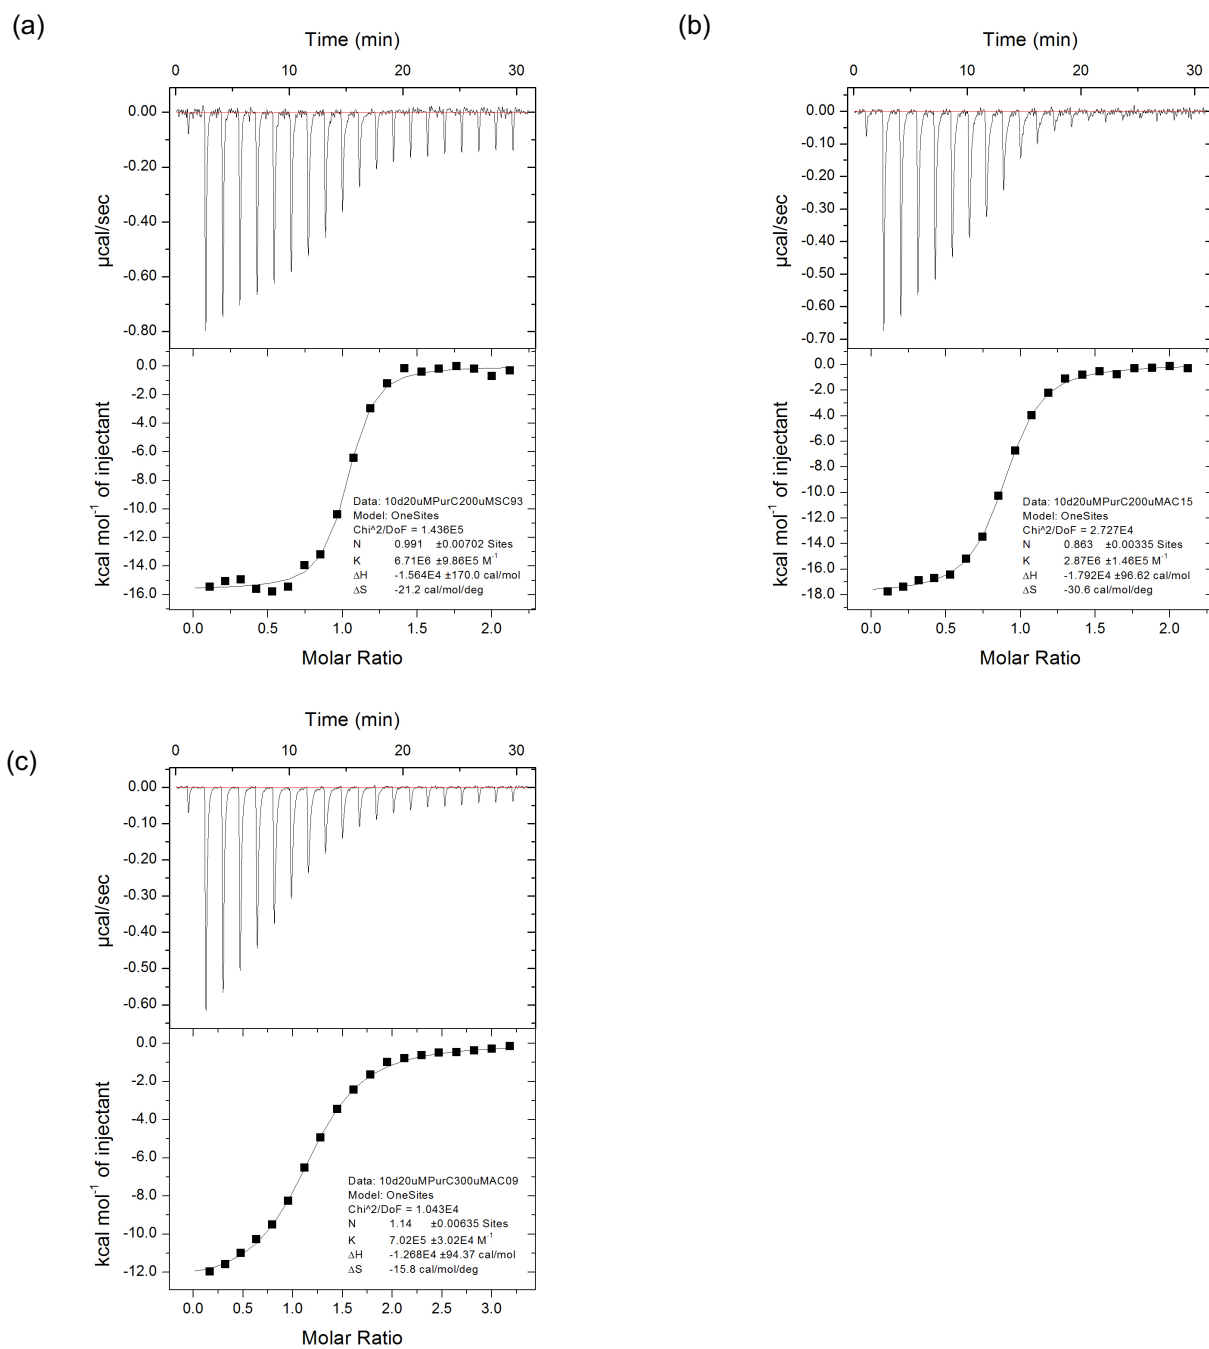 (a)
Time (min)
0 10 20 30
0.00
-0.20
-0.40
-0.60
-0.80
µcal/sec
0.0
-2.0
-4.0
-6.0
-8.0
-10.0
-12.0
-14.0
-16.0
kcal mol⁻¹ of injectant
Data: 10d20uMPurC200uMSC93
Model: OneSites
Chi^2/DoF = 1.436E5
N 0.991 ±0.00702 Sites
K 6.71E6 ±9.86E5 M⁻¹
ΔH -1.564E4 ±170.0 cal/mol
ΔS -21.2 cal/mol/deg
0.0 0.5 1.0 1.5 2.0
Molar Ratio
(b)
Time (min)
0 10 20 30
0.00
-0.10
-0.20
-0.30
-0.40
-0.50
-0.60
-0.70
µcal/sec
0.0
-2.0
-4.0
-6.0
-8.0
-10.0
-12.0
-14.0
-16.0
-18.0
kcal mol⁻¹ of injectant
Data: 10d20uMPurC200uMAC15
Model: OneSites
Chi^2/DoF = 2.727E4
N 0.863 ±0.00335 Sites
K 2.87E6 ±1.46E5 M⁻¹
ΔH -1.792E4 ±96.62 cal/mol
ΔS -30.6 cal/mol/deg
0.0 0.5 1.0 1.5 2.0
Molar Ratio
(c)
Time (min)
0 10 20 30
0.00
-0.10
-0.20
-0.30
-0.40
-0.50
-0.60
µcal/sec
0.0
-2.0
-4.0
-6.0
-8.0
-10.0
-12.0
kcal mol⁻¹ of injectant
Data: 10d20uMPurC300uMAC09
Model: OneSites
Chi^2/DoF = 1.043E4
N 1.14 ±0.00635 Sites
K 7.02E5 ±3.02E4 M⁻¹
ΔH -1.268E4 ±94.37 cal/mol
ΔS -15.8 cal/mol/deg
0.0 0.5 1.0 1.5 2.0 2.5 3.0
Molar Ratio